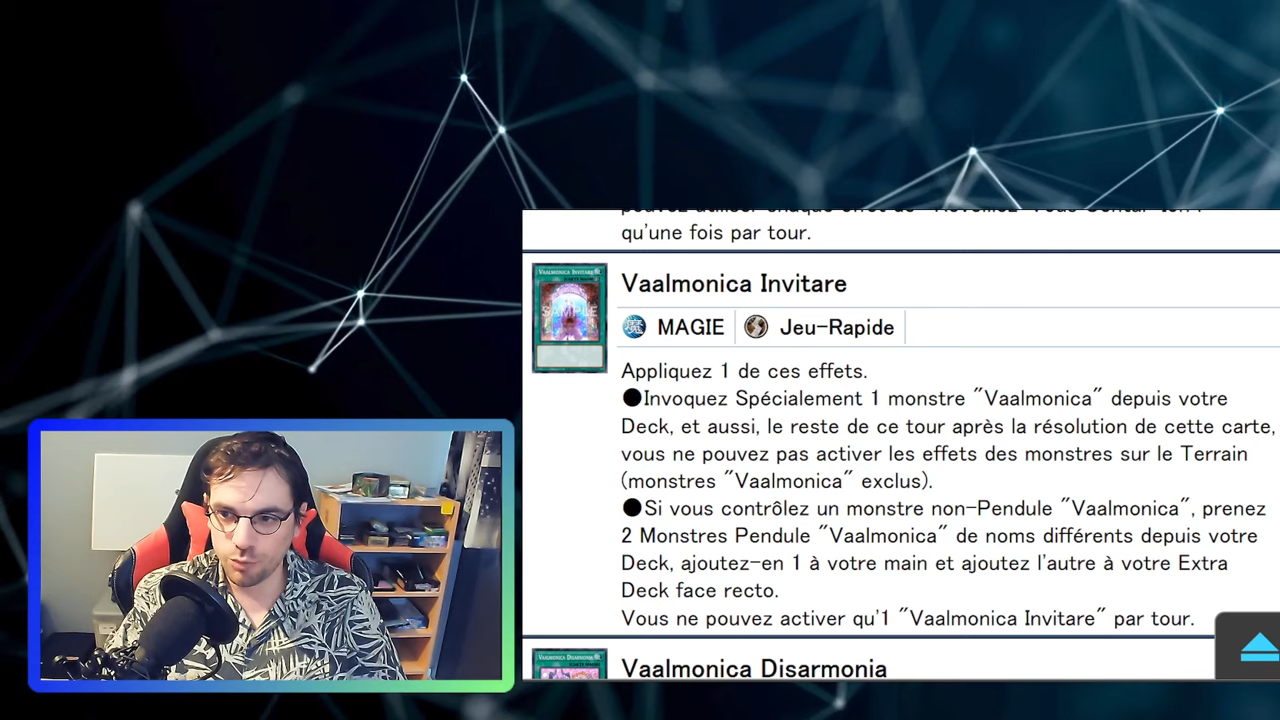 qu'une fois par tour.
VAALMONICA INVITARE
SAMPLE
Vaalmonica Invitare
MAGIE
Jeu-Rapide
Appliquez 1 de ces effets.
●Invoquez Spécialement 1 monstre "Vaalmonica" depuis votre
Deck, et aussi, le reste de ce tour après la résolution de cette carte,
vous ne pouvez pas activer les effets des monstres sur le Terrain
(monstres "Vaalmonica" exclus).
●Si vous contrôlez un monstre non-Pendule "Vaalmonica", prenez
2 Monstres Pendule "Vaalmonica" de noms différents depuis votre
Deck, ajoutez-en 1 à votre main et ajoutez l'autre à votre Extra
Deck face recto.
Vous ne pouvez activer qu'1 "Vaalmonica Invitare" par tour.
VAALMONICA DISARMONIA
Vaalmonica Disarmonia